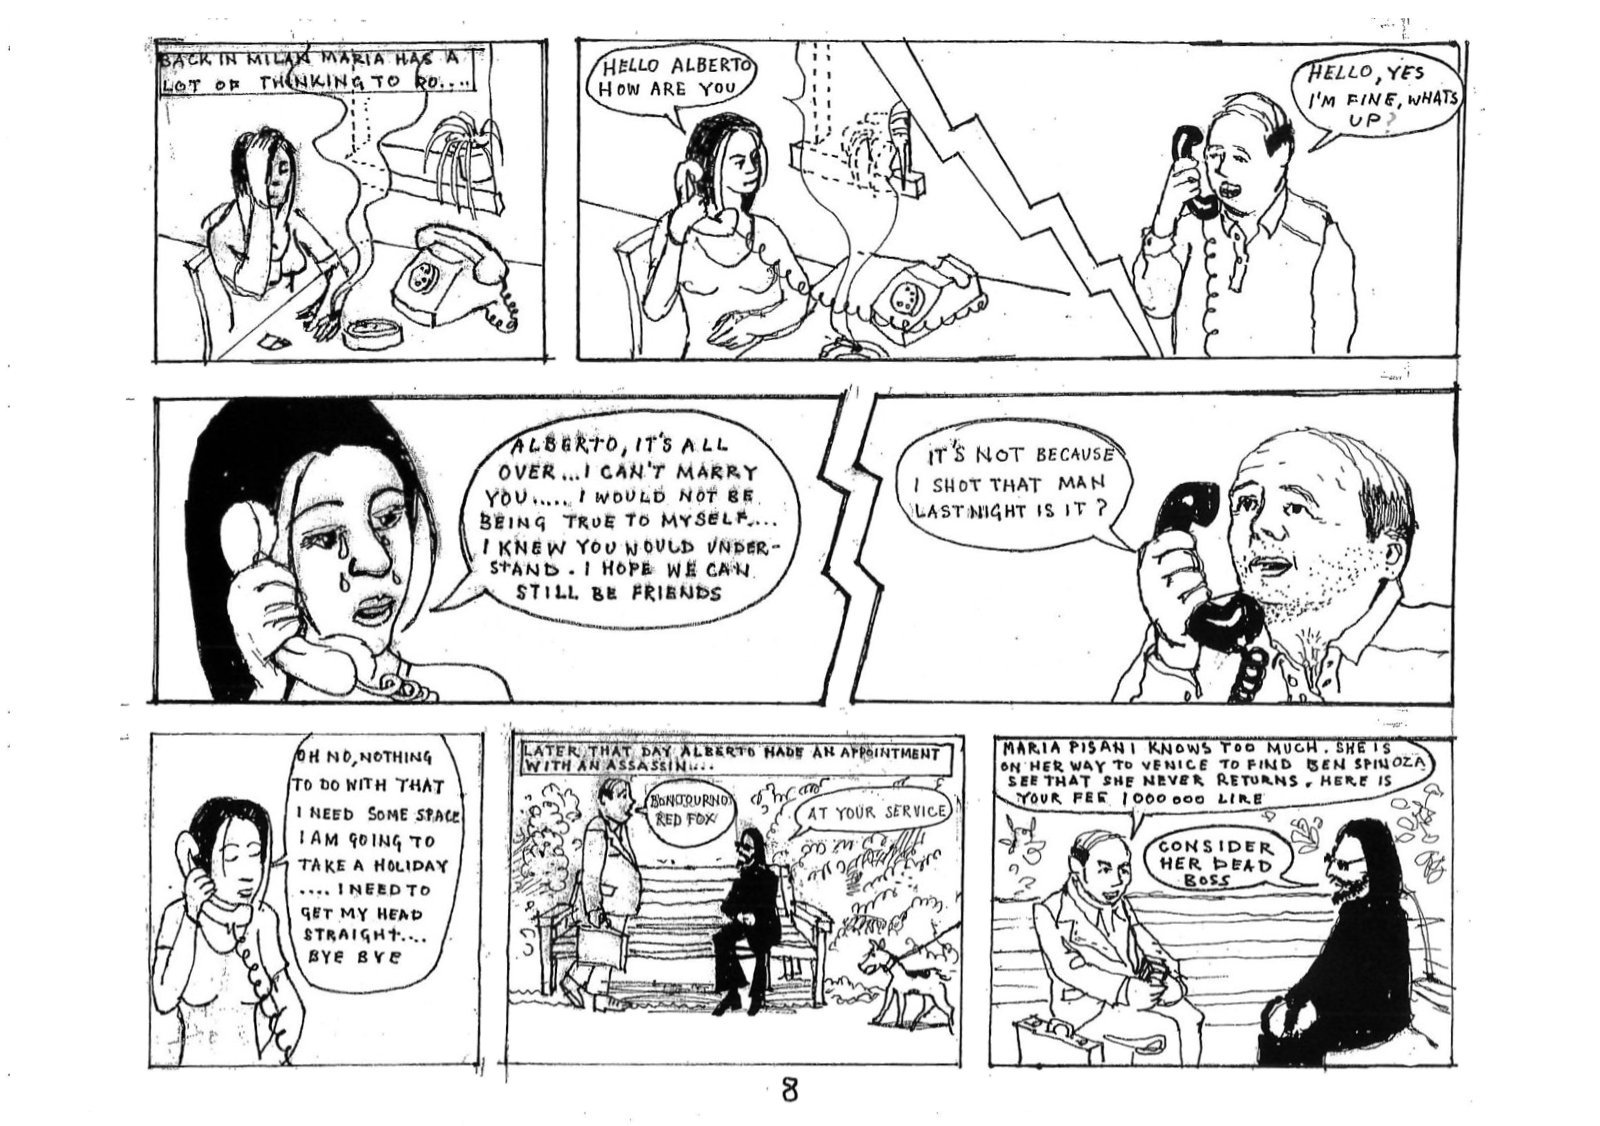 BACK IN MILAN MARIA HAS A
LOT OF THINKING TO DO....
HELLO ALBERTO
HOW ARE YOU
HELLO, YES
I'M FINE, WHATS
UP?
ALBERTO, IT'S ALL
OVER...I CAN'T MARRY
YOU..... I WOULD NOT BE
BEING TRUE TO MYSELF....
I KNEW YOU WOULD UNDER-
STAND. I HOPE WE CAN
STILL BE FRIENDS
IT'S NOT BECAUSE
I SHOT THAT MAN
LAST NIGHT IS IT?
OH NO, NOTHING
TO DO WITH THAT
I NEED SOME SPACE
I AM GOING TO
TAKE A HOLIDAY
.... I NEED TO
GET MY HEAD
STRAIGHT....
BYE BYE
LATER THAT DAY ALBERTO MADE AN APPOINTMENT
WITH AN ASSASSIN....
BONJOURNO
RED FOX
AT YOUR SERVICE
MARIA PISANI KNOWS TOO MUCH. SHE IS
ON HER WAY TO VENICE TO FIND BEN SPINOZA
SEE THAT SHE NEVER RETURNS. HERE IS
YOUR FEE 1000000 LIRE
CONSIDER
HER DEAD
BOSS
8